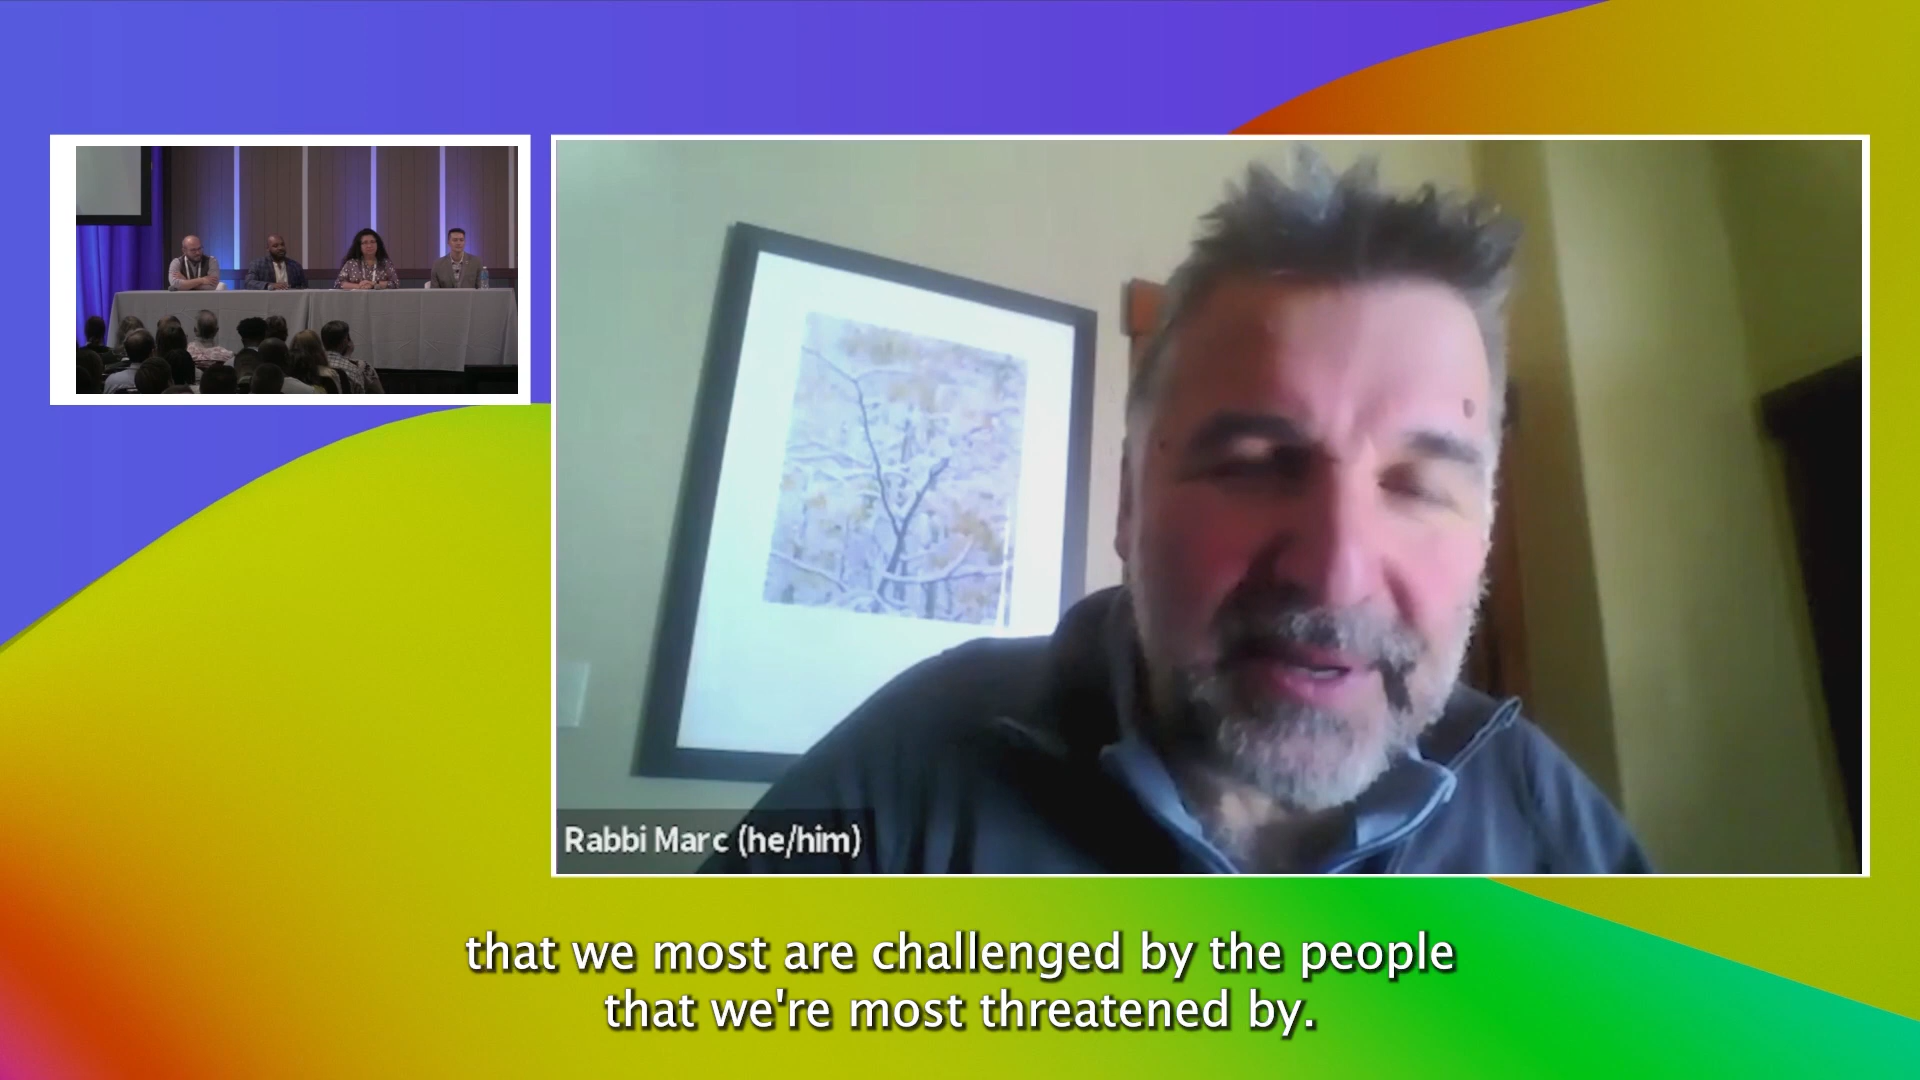 Rabbi Marc (he/him)
that we most are challenged by the people
that we're most threatened by.